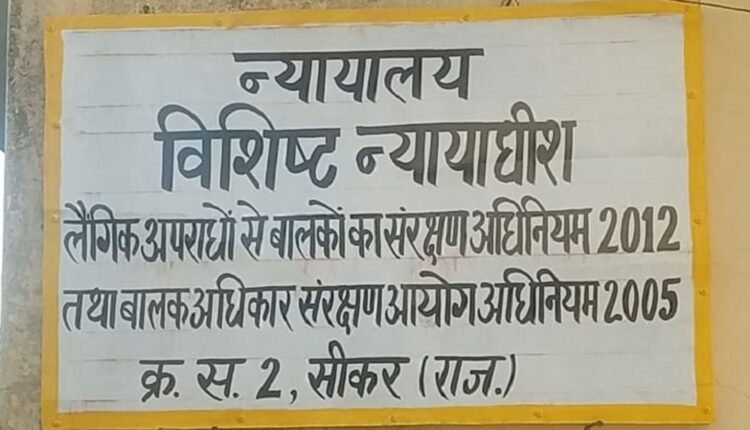 न्यायालय
विशिष्ट न्यायाधीश
लैंगिक अपराधों से बालकों का संरक्षण अधिनियम 2012
तथा बालक अधिकार संरक्षण आयोग अधिनियम 2005
क्र. स. 2, सीकर (राज.)